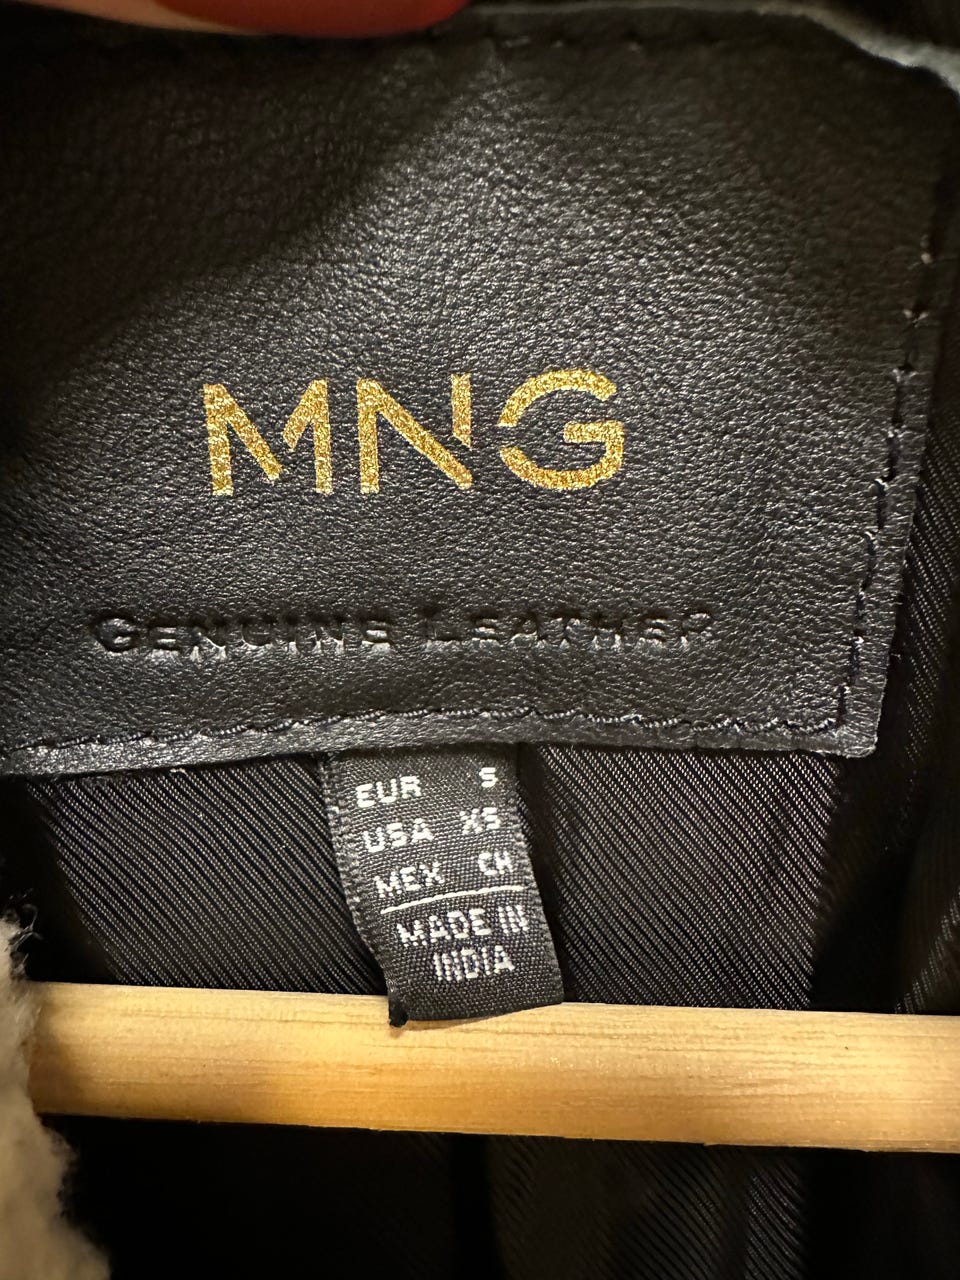 MNG
GENUINE LEATHER
EUR S
USA XS
MEX CH
MADE IN
INDIA